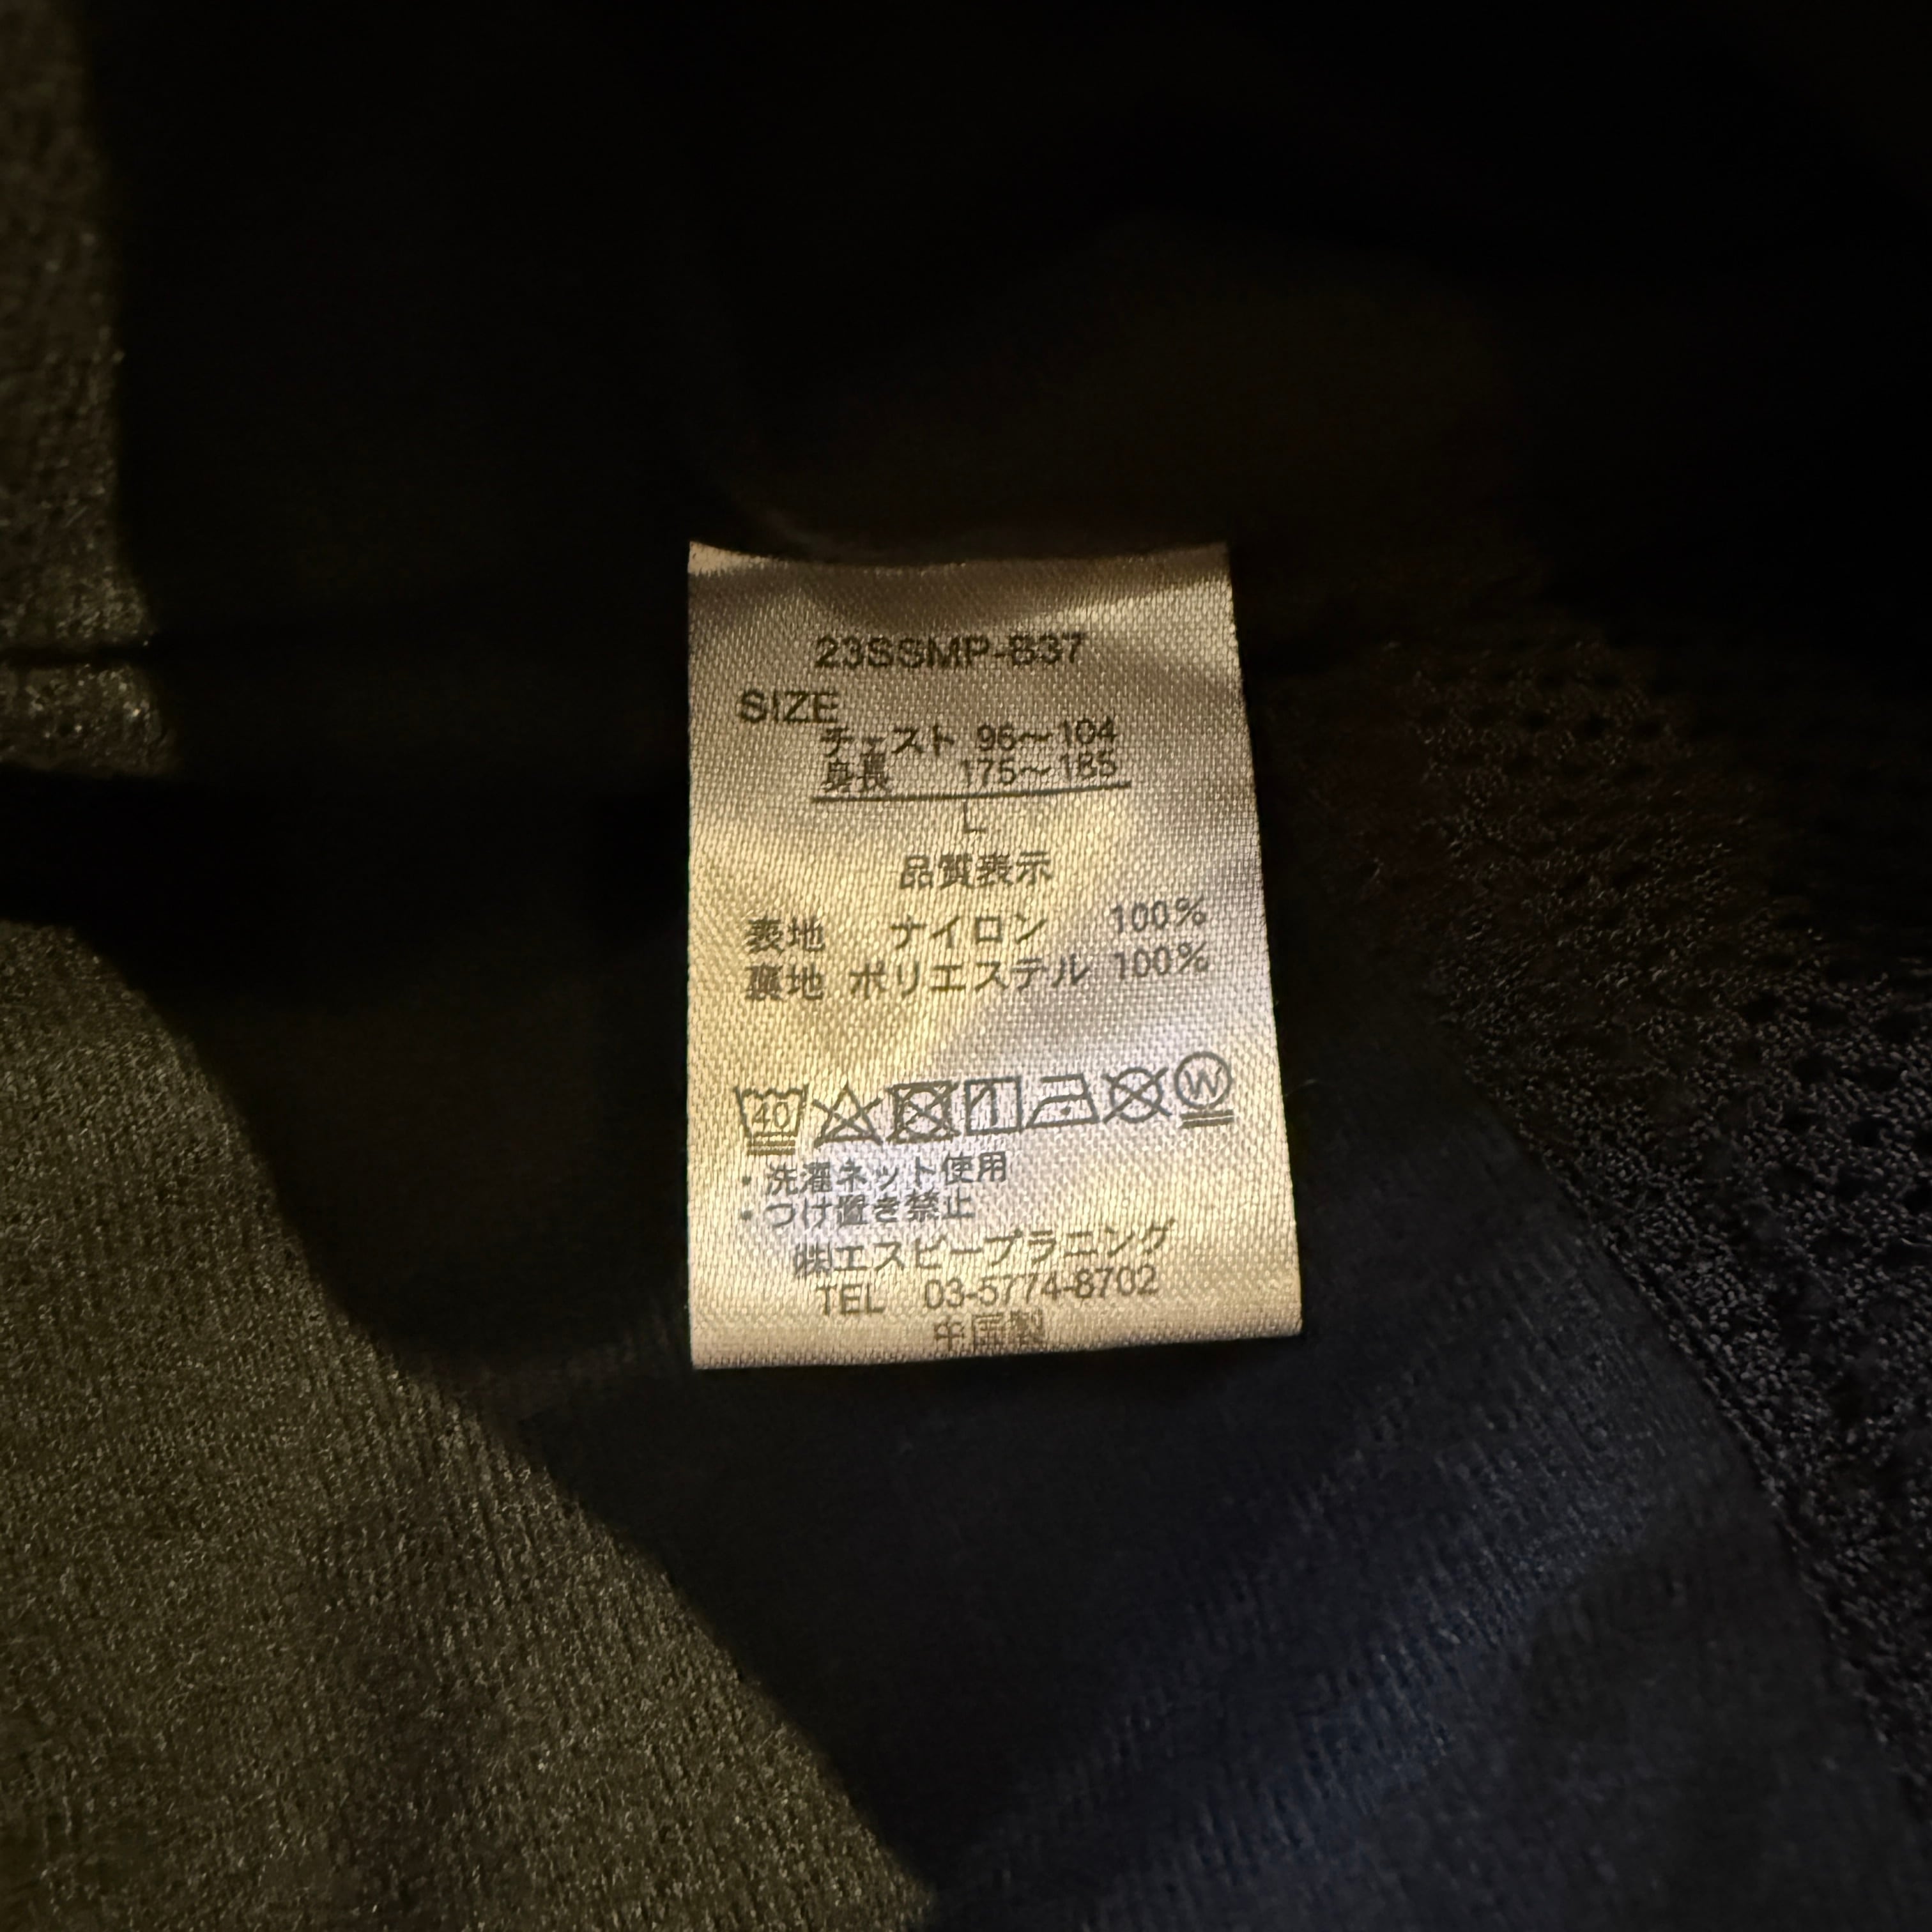 23SSMP-B37
SIZE
チェスト 96～104
身長 175～185
L
品質表示
表地 ナイロン 100%
裏地 ポリエステル 100%
40 W
・洗濯ネット使用
・つけ置き禁止
㈱エスピープラニング
TEL 03-5774-8702
中国製